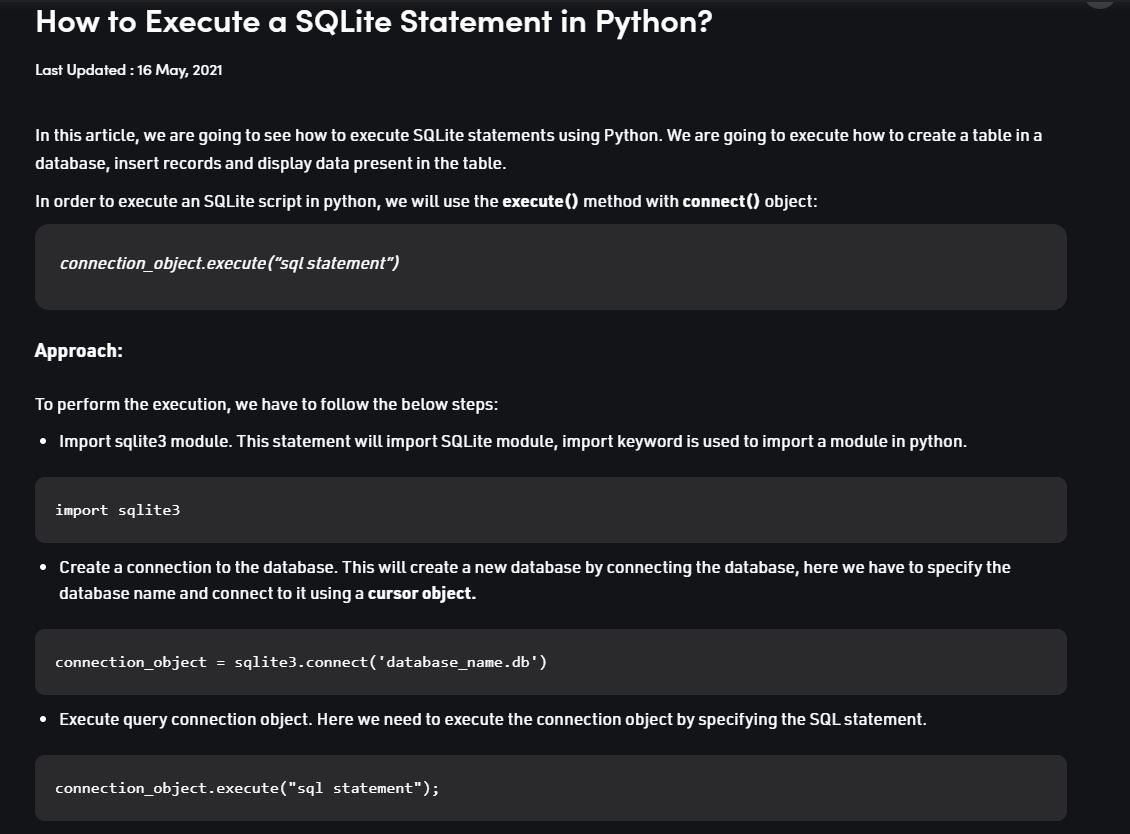 How to Execute a SQLite Statement in Python?
Last Updated : 16 May, 2021
In this article, we are going to see how to execute SQLite statements using Python. We are going to execute how to create a table in a
database, insert records and display data present in the table.
In order to execute an SQLite script in python, we will use the execute() method with connect() object:
connection_object.execute(“sql statement”)
Approach:
To perform the execution, we have to follow the below steps:
• Import sqlite3 module. This statement will import SQLite module, import keyword is used to import a module in python.
import sqlite3
• Create a connection to the database. This will create a new database by connecting the database, here we have to specify the
database name and connect to it using a cursor object.
connection_object = sqlite3.connect('database_name.db')
• Execute query connection object. Here we need to execute the connection object by specifying the SQL statement.
connection_object.execute("sql statement");